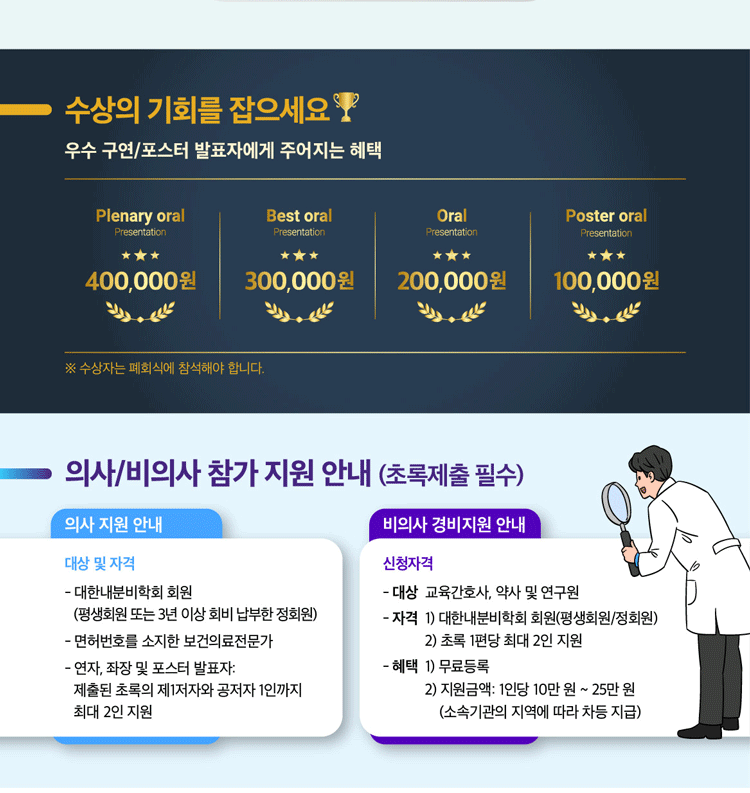 수상의 기회를 잡으세요
우수 구연/포스터 발표자에게 주어지는 혜택
Plenary oral
Presentation
400,000원
Best oral
Presentation
300,000원
Oral
Presentation
200,000원
Poster oral
Presentation
100,000원
※ 수상자는 폐회식에 참석해야 합니다.
의사/비의사 참가 지원 안내 (초록제출 필수)
의사 지원 안내
대상 및 자격
- 대한내분비학회 회원
(평생회원 또는 3년 이상 회비 납부한 정회원)
- 면허번호를 소지한 보건의료전문가
- 연자, 좌장 및 포스터 발표자:
제출된 초록의 제1저자와 공저자 1인까지
최대 2인 지원
비의사 경비지원 안내
신청자격
- 대상 교육간호사, 약사 및 연구원
- 자격 1) 대한내분비학회 회원(평생회원/정회원)
2) 초록 1편당 최대 2인 지원
- 혜택 1) 무료등록
2) 지원금액: 1인당 10만 원 ~ 25만 원
(소속기관의 지역에 따라 차등 지급)